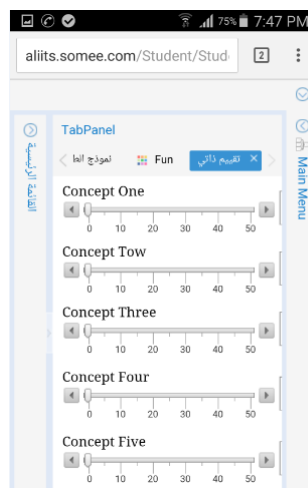 75% 7:47 PM
aliits.somee.com/Student/Stud 2
TabPanel
نموذج الط Fun تقييم ذاتي ×
القائمة الرئيسية
Main Menu
Concept One
0 10 20 30 40 50
Concept Tow
0 10 20 30 40 50
Concept Three
0 10 20 30 40 50
Concept Four
0 10 20 30 40 50
Concept Five
0 10 20 30 40 50